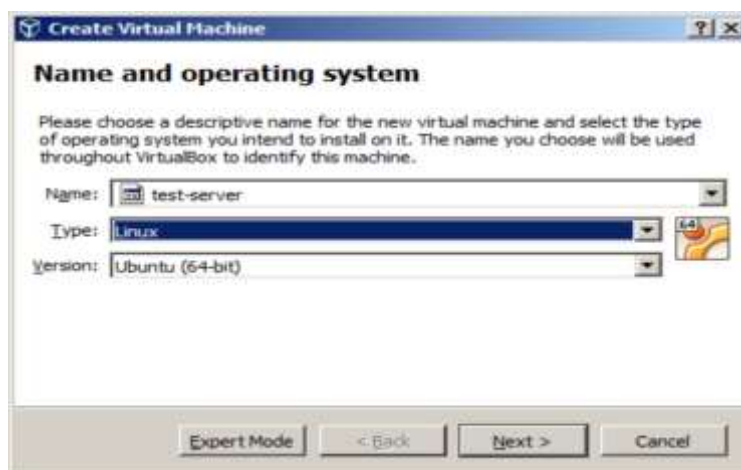 Create Virtual Machine
Name and operating system
Please choose a descriptive name for the new virtual machine and select the type
of operating system you intend to install on it. The name you choose will be used
throughout VirtualBox to identify this machine.
Name: test-server
Type: Linux
64
Version: Ubuntu (64-bit)
Expert Mode < Back Next > Cancel